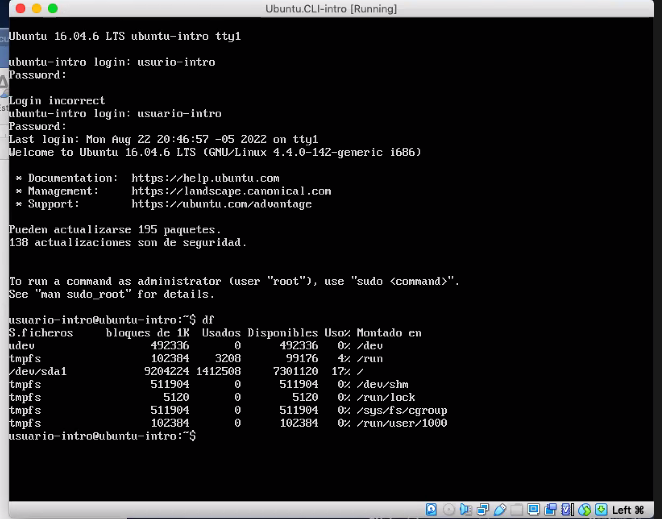 Ubuntu.CLI-intro [Running]
Ubuntu 16.04.6 LTS ubuntu-intro tty1
ubuntu-intro login: usurio-intro
Password:
Login incorrect
ubuntu-intro login: usuario-intro
Password:
Last login: Mon Aug 22 20:46:57 -05 2022 on tty1
Welcome to Ubuntu 16.04.6 LTS (GNU/Linux 4.4.0-142-generic i686)
* Documentation:  https://help.ubuntu.com
* Management:     https://landscape.canonical.com
* Support:        https://ubuntu.com/advantage
Pueden actualizarse 195 paquetes.
138 actualizaciones son de seguridad.
To run a command as administrator (user "root"), use "sudo <command>".
See "man sudo_root" for details.
usuario-intro@ubuntu-intro:~$ df
S.ficheros     bloques de 1K  Usados Disponibles Uso% Montado en
udev                  492336       0      492336   0% /dev
tmpfs                 102384    3208       99176   4% /run
/dev/sda1            9204224 1412508     7301120  17% /
tmpfs                 511904       0      511904   0% /dev/shm
tmpfs                   5120       0        5120   0% /run/lock
tmpfs                 511904       0      511904   0% /sys/fs/cgroup
tmpfs                 102384       0      102384   0% /run/user/1000
usuario-intro@ubuntu-intro:~$
Left ⌘